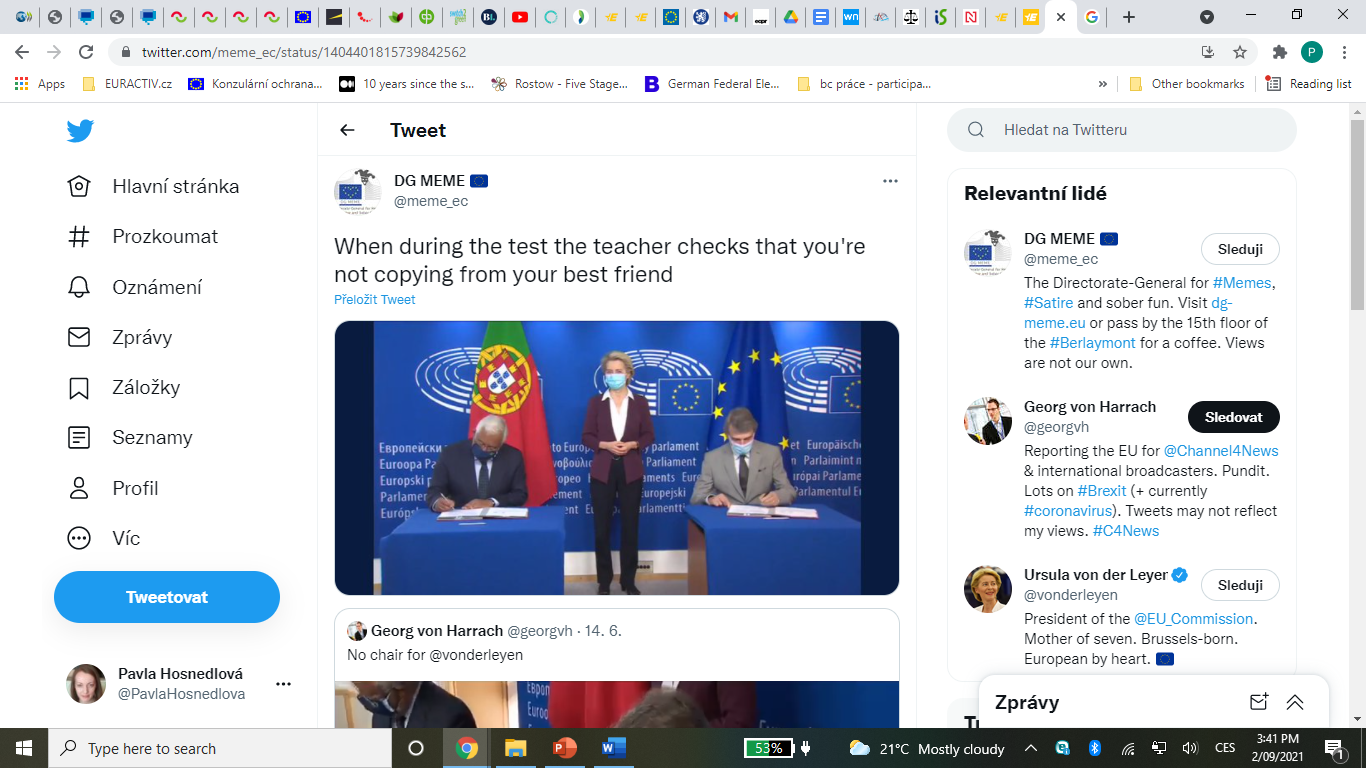 twitter.com/meme_ec/status/1404401815739842562
Apps
EURACTIV.cz
Konzulární ochrana...
10 years since the s...
Rostow - Five Stage...
German Federal Ele...
bc práce - participa...
»
Other bookmarks
Reading list
Hlavní stránka
Prozkoumat
Oznámení
Zprávy
Záložky
Seznamy
Profil
Víc
Tweetovat
Pavla Hosnedlová
@PavlaHosnedlova
Tweet
DG MEME
@meme_ec
When during the test the teacher checks that you're
not copying from your best friend
Přeložit Tweet
Georg von Harrach @georgvh · 14. 6.
No chair for @vonderleyen
Hledat na Twitteru
Relevantní lidé
DG MEME
Sleduji
@meme_ec
The Directorate-General for #Memes,
#Satire and sober fun. Visit dg-
meme.eu or pass by the 15th floor of
the #Berlaymont for a coffee. Views
are not our own.
Georg von Harrach
Sledovat
@georgvh
Reporting the EU for @Channel4News
& international broadcasters. Pundit.
Lots on #Brexit (+ currently
#coronavirus). Tweets may not reflect
my views. #C4News
Ursula von der Leyer
Sleduji
@vonderleyen
President of the @EU_Commission.
Mother of seven. Brussels-born.
European by heart.
Zprávy
Type here to search
53%
21°C Mostly cloudy
CES
3:41 PM
2/09/2021